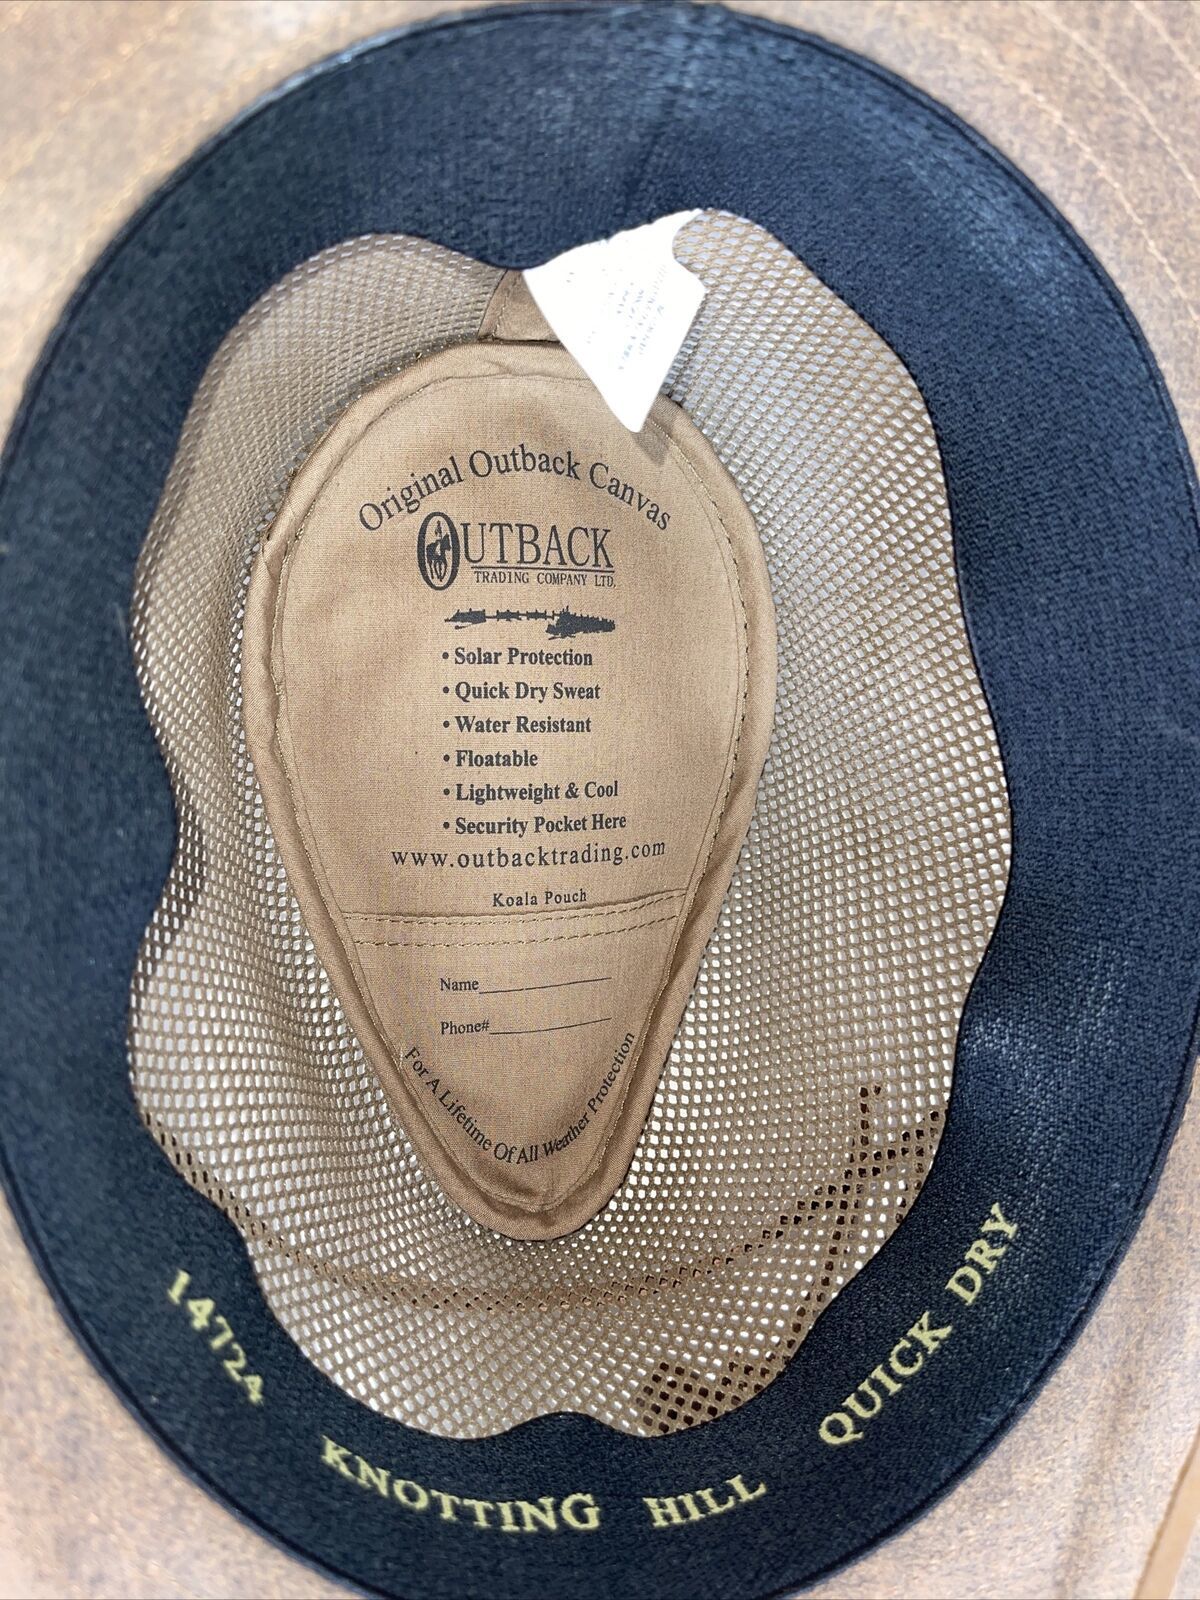 Original Outback Canvas
OUTBACK
TRADING COMPANY LTD.
• Solar Protection
• Quick Dry Sweat
• Water Resistant
• Floatable
• Lightweight & Cool
• Security Pocket Here
www.outbacktrading.com
Koala Pouch
Name
Phone#
For A Lifetime Of All Weather Protection
14724 KNOTTING HILL QUICK DRY